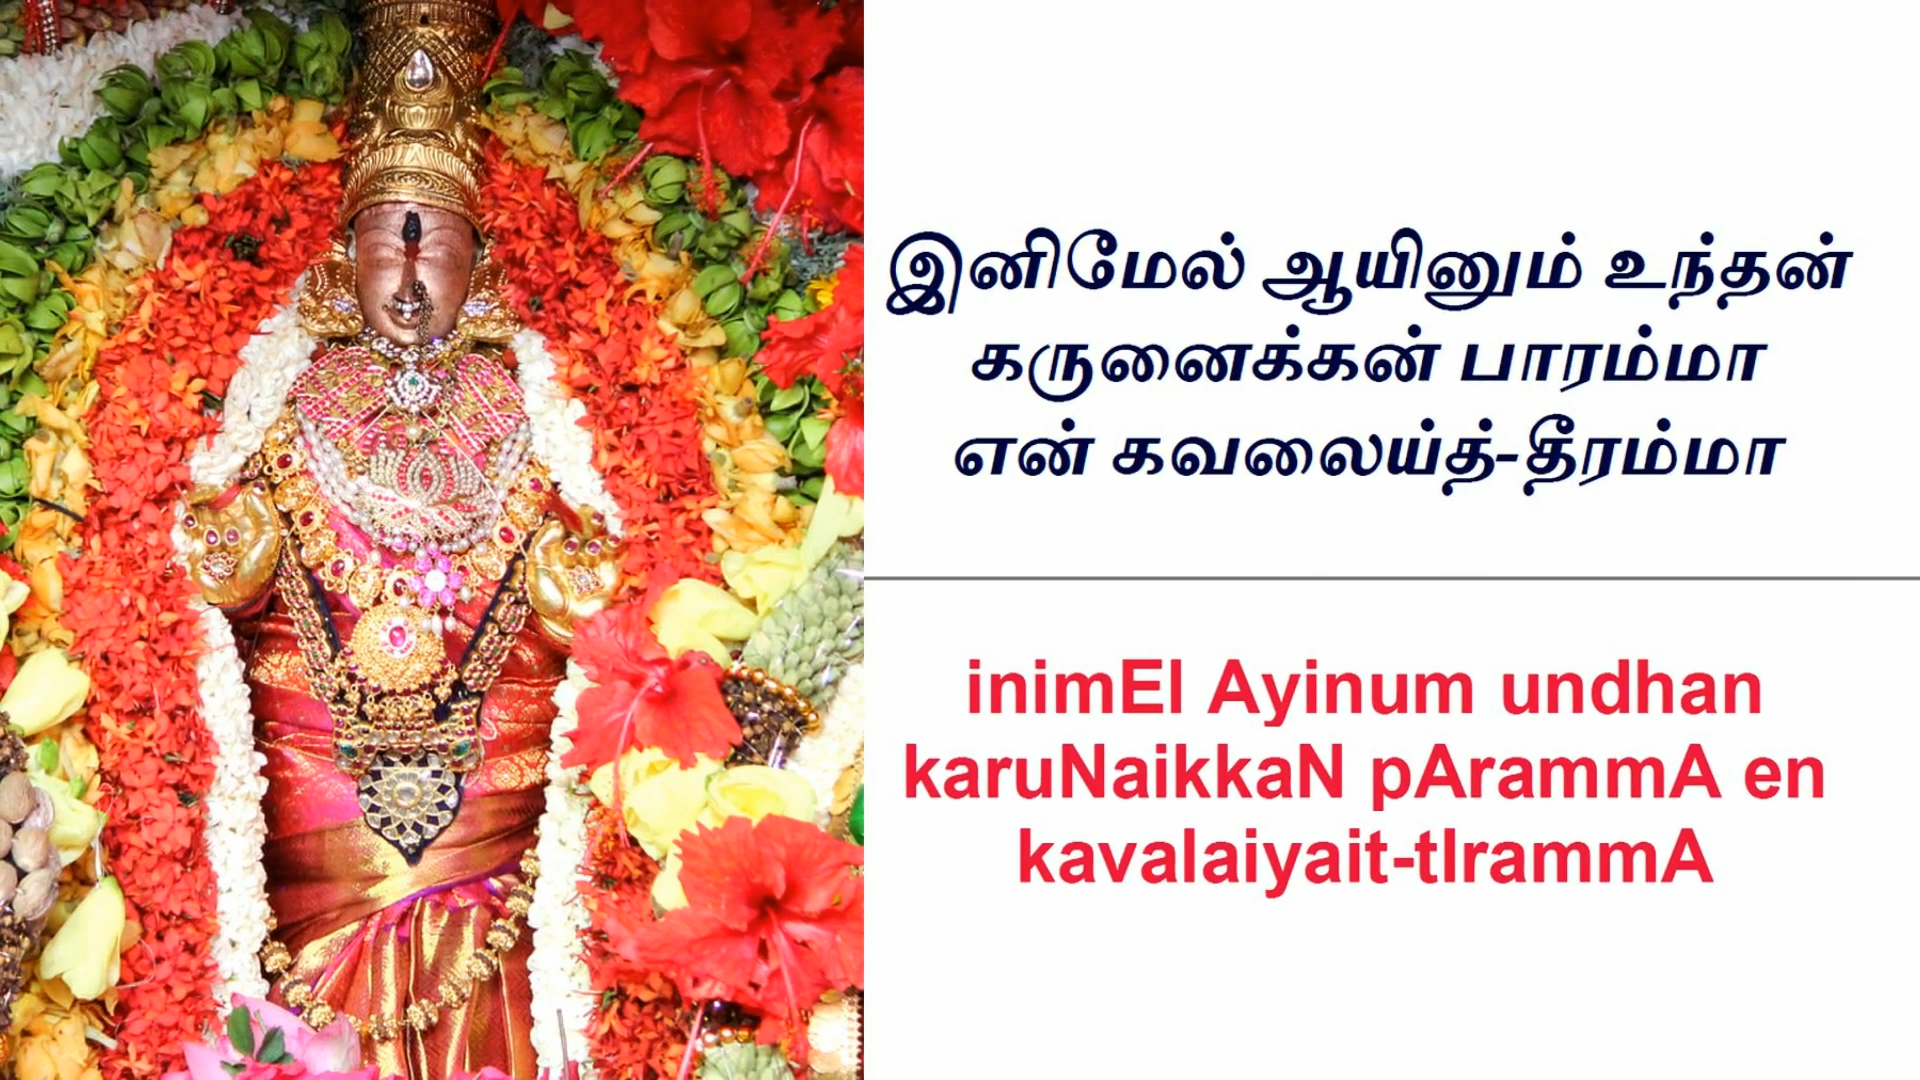 இனிமேல் ஆயினும் உந்தன்
கருனைக்கன் பாரம்மா
என் கவலைய்த்-தீரம்மா
inimEl Ayinum undhan
karuNaikkaN pArammA en
kavalaiyait-tIrammA